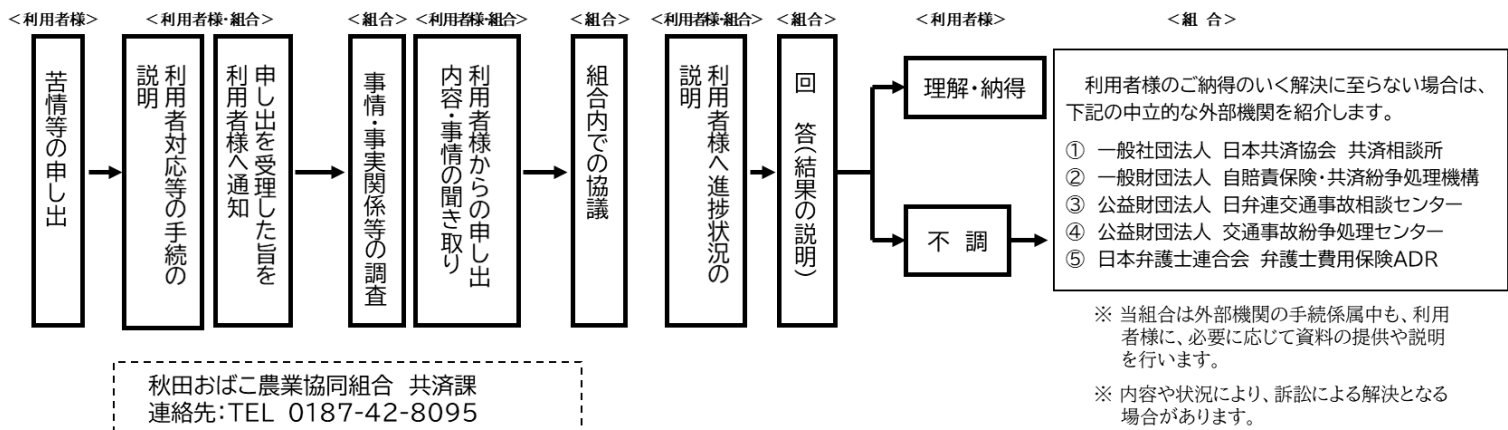 <利用者様>
<利用者様・組合>
<組合>
<利用者様・組合>
<組合>
<利用者様・組合>
<組合>
<利用者様>
<組 合>
苦情等の申し出
利用者対応等の手続の
説明
申し出を受理した旨を
利用者様へ通知
事情・事実関係等の調査
利用者様からの申し出
内容・事情の聞き取り
組合内での協議
利用者様へ進捗状況の
説明
回 答(結果の説明)
理解・納得
不 調
利用者様のご納得のいく解決に至らない場合は、
下記の中立的な外部機関を紹介します。
① 一般社団法人 日本共済協会 共済相談所
② 一般財団法人 自賠責保険・共済紛争処理機構
③ 公益財団法人 日弁連交通事故相談センター
④ 公益財団法人 交通事故紛争処理センター
⑤ 日本弁護士連合会 弁護士費用保険ADR
※ 当組合は外部機関の手続係属中も、利用
者様に、必要に応じて資料の提供や説明
を行います。
※ 内容や状況により、訴訟による解決となる
場合があります。
秋田おばこ農業協同組合 共済課
連絡先:TEL 0187-42-8095